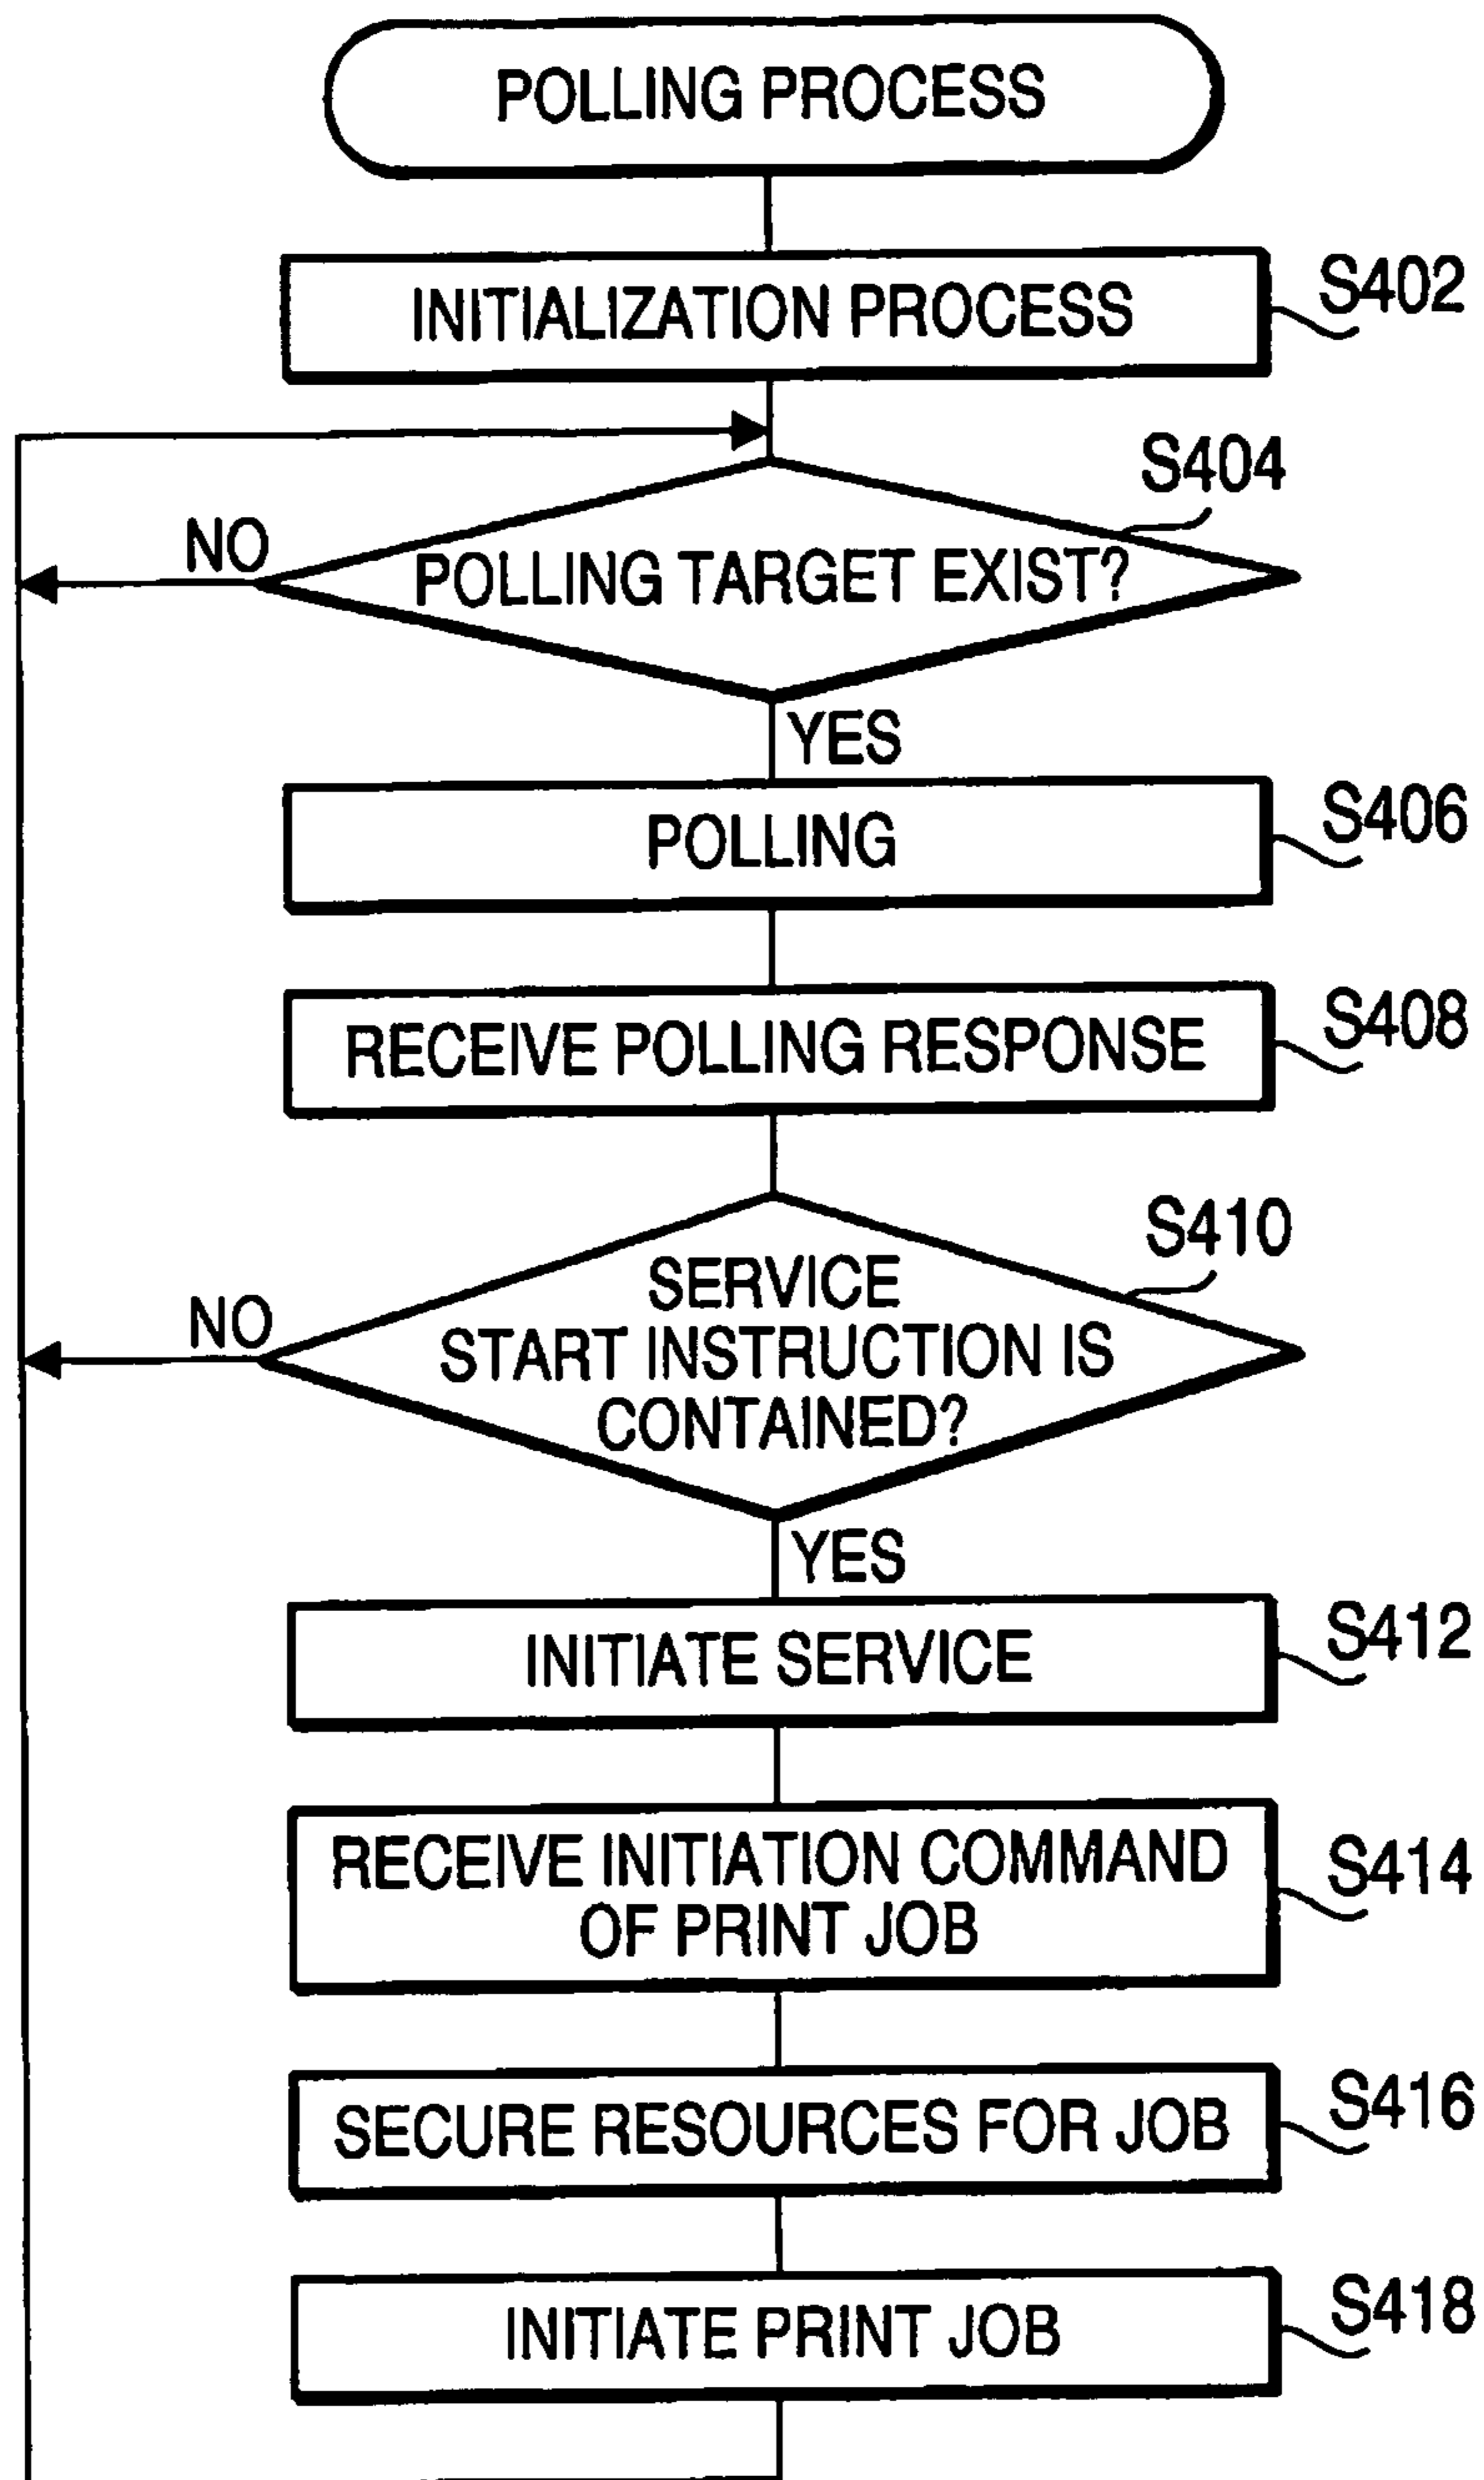 POLLING PROCESS
INITIALIZATION PROCESS
S402
S404
NO
POLLING TARGET EXIST?
YES
POLLING
S406
RECEIVE POLLING RESPONSE
S408
S410
NO
SERVICE
START INSTRUCTION IS
CONTAINED?
YES
INITIATE SERVICE
S412
RECEIVE INITIATION COMMAND
OF PRINT JOB
S414
SECURE RESOURCES FOR JOB
S416
INITIATE PRINT JOB
S418